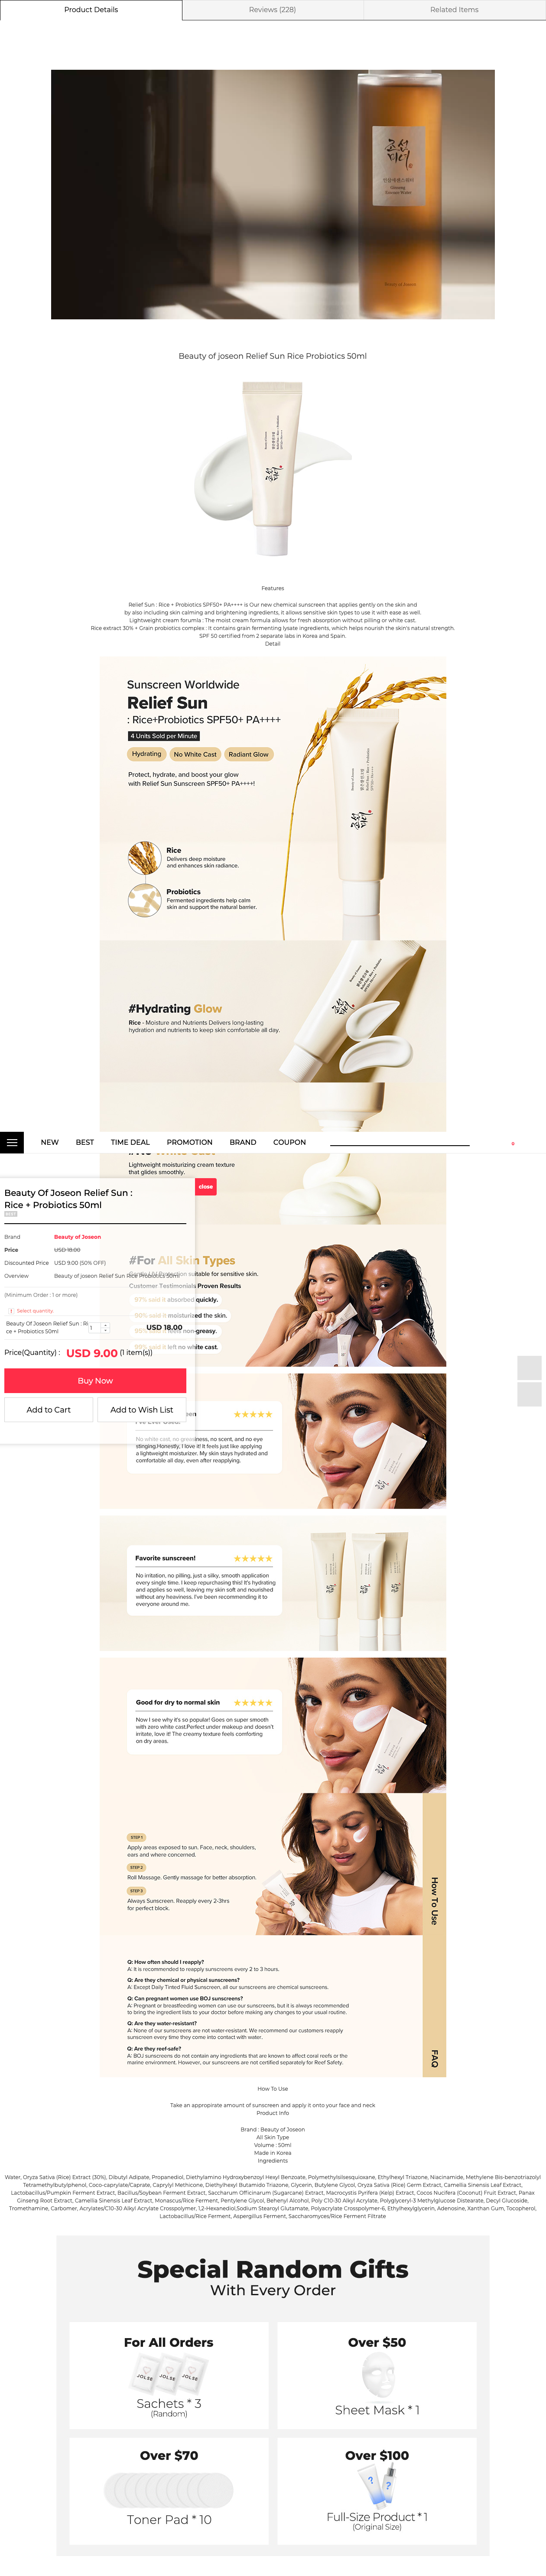 Product Details
Reviews (228)
Related Items
조선
미녀
인삼에센스워터
Ginseng
Essence Water
Beauty of Joseon
Beauty of joseon Relief Sun Rice Probiotics 50ml
조선미녀
Features
Relief Sun : Rice + Probiotics SPF50+ PA++++ is Our new chemical sunscreen that applies gently on the skin and
by also including skin calming and brightening ingredients, it allows sensitive skin types to use it with ease as well.
Lightweight cream forumla : The moist cream formula allows for fresh absorption without pilling or white cast.
Rice extract 30% + Grain probiotics complex : It contains grain fermenting lysate ingredients, which helps nourish the skin's natural strength.
SPF 50 certified from 2 separate labs in Korea and Spain.
Detail
Sunscreen Worldwide
Relief Sun
: Rice+Probiotics SPF50+ PA++++
4 Units Sold per Minute
Hydrating
No White Cast
Radiant Glow
Protect, hydrate, and boost your glow
with Relief Sun Sunscreen SPF50+ PA++++!
조선미녀
Rice
Delivers deep moisture
and enhances skin radiance.
Probiotics
Fermented ingredients help calm
skin and support the natural barrier.
#Hydrating Glow
Rice - Moisture and Nutrients Delivers long-lasting
hydration and nutrients to keep skin comfortable all day.
NEW
BEST
TIME DEAL
PROMOTION
BRAND
COUPON
0
Lightweight moisturizing cream texture
that glides smoothly.
close
Beauty Of Joseon Relief Sun :
Rice + Probiotics 50ml
BEST
Brand
Beauty of Joseon
Price
USD 18.00
Discounted Price
USD 9.00 (50% OFF)
Overview
Beauty of joseon Relief Sun Rice Probiotics 50ml
(Minimum Order : 1 or more)
Select quantity.
Beauty Of Joseon Relief Sun : Ri
ce + Probiotics 50ml
1
USD 18.00
Price(Quantity) :
USD 9.00 (1 item(s))
Buy Now
Add to Cart
Add to Wish List
#For All Skin Types
suitable for sensitive skin.
Customer Testimonials Proven Results
97% said it absorbed quickly.
said it moisturized the skin.
non-greasy.
said it left no white cast.
No white cast, no greasiness, no scent, and no eye
stinging.Honestly, I love it! It feels just like applying
a lightweight moisturizer. My skin stays hydrated and
comfortable all day, even after reapplying.
Favorite sunscreen!
No irritation, no pilling, just a silky, smooth application
every single time. I keep repurchasing this! It's hydrating
and applies so well, leaving my skin soft and nourished
without any heaviness. I've been recommending it to
everyone around me.
Good for dry to normal skin
Now I see why it's so popular! Goes on super smooth
with zero white cast.Perfect under makeup and doesn't
irritate, love it! The creamy texture feels comforting
on dry areas.
STEP 1
Apply areas exposed to sun. Face, neck, shoulders,
ears and where concerned.
STEP 2
Roll Massage. Gently massage for better absorption.
STEP 3
Always Sunscreen. Reapply every 2-3hrs
for perfect block.
How To Use
Q: How often should I reapply?
A: It is recommended to reapply sunscreens every 2 to 3 hours.
Q: Are they chemical or physical sunscreens?
A: Except Daily Tinted Fluid Sunscreen, all our sunscreens are chemical sunscreens.
Q: Can pregnant women use BOJ sunscreens?
A: Pregnant or breastfeeding women can use our sunscreens, but it is always recommended
to bring the ingredient lists to your doctor before making any changes to your usual routine.
Q: Are they water-resistant?
A: None of our sunscreens are not water-resistant. We recommend our customers reapply
sunscreen every time they come into contact with water.
Q: Are they reef-safe?
A: BOJ sunscreens do not contain any ingredients that are known to affect coral reefs or the
marine environment. However, our sunscreens are not certified separately for Reef Safety.
FAQ
How To Use
Take an appropirate amount of sunscreen and apply it onto your face and neck
Product Info
Brand : Beauty of Joseon
All Skin Type
Volume : 50ml
Made in Korea
Ingredients
Water, Oryza Sativa (Rice) Extract (30%), Dibutyl Adipate, Propanediol, Diethylamino Hydroxybenzoyl Hexyl Benzoate, Polymethylsilsesquioxane, Ethylhexyl Triazone, Niacinamide, Methylene Bis-benzotriazolyl
Tetramethylbutylphenol, Coco-caprylate/Caprate, Caprylyl Methicone, Diethylhexyl Butamido Triazone, Glycerin, Butylene Glycol, Oryza Sativa (Rice) Germ Extract, Camellia Sinensis Leaf Extract,
Lactobacillus/Pumpkin Ferment Extract, Bacillus/Soybean Ferment Extract, Saccharum Officinarum (Sugarcane) Extract, Macrocystis Pyrifera (Kelp) Extract, Cocos Nucifera (Coconut) Fruit Extract, Panax
Ginseng Root Extract, Camellia Sinensis Leaf Extract, Monascus/Rice Ferment, Pentylene Glycol, Behenyl Alcohol, Poly C10-30 Alkyl Acrylate, Polyglyceryl-3 Methylglucose Distearate, Decyl Glucoside,
Tromethamine, Carbomer, Acrylates/C10-30 Alkyl Acrylate Crosspolymer, 1,2-Hexanediol,Sodium Stearoyl Glutamate, Polyacrylate Crosspolymer-6, Ethylhexylglycerin, Adenosine, Xanthan Gum, Tocopherol,
Lactobacillus/Rice Ferment, Aspergillus Ferment, Saccharomyces/Rice Ferment Filtrate
Special Random Gifts
With Every Order
For All Orders
JOLSE
JOLSE
JOLSE
Sachets * 3
(Random)
Over $50
Sheet Mask * 1
Over $70
Toner Pad * 10
Over $100
? ?
Full-Size Product * 1
(Original Size)